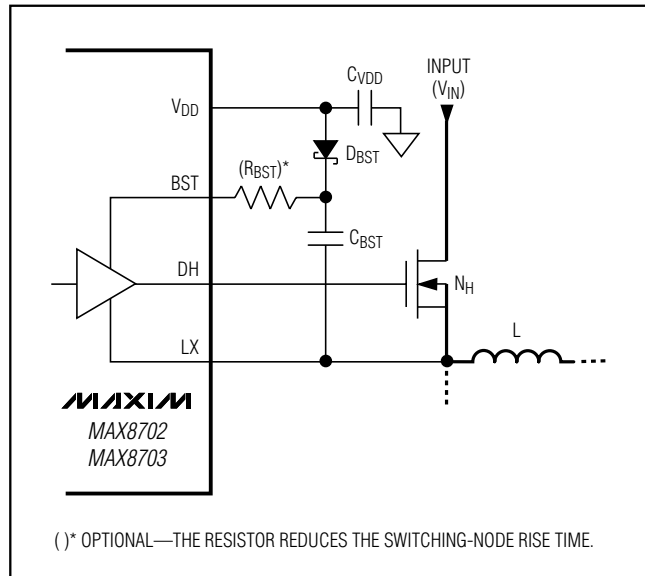 CVDD
INPUT
(VIN)
VDD
DBST
(RBST)*
BST
CBST
DH
NH
L
LX
MAXIM
MAX8702
MAX8703
( )* OPTIONAL—THE RESISTOR REDUCES THE SWITCHING-NODE RISE TIME.